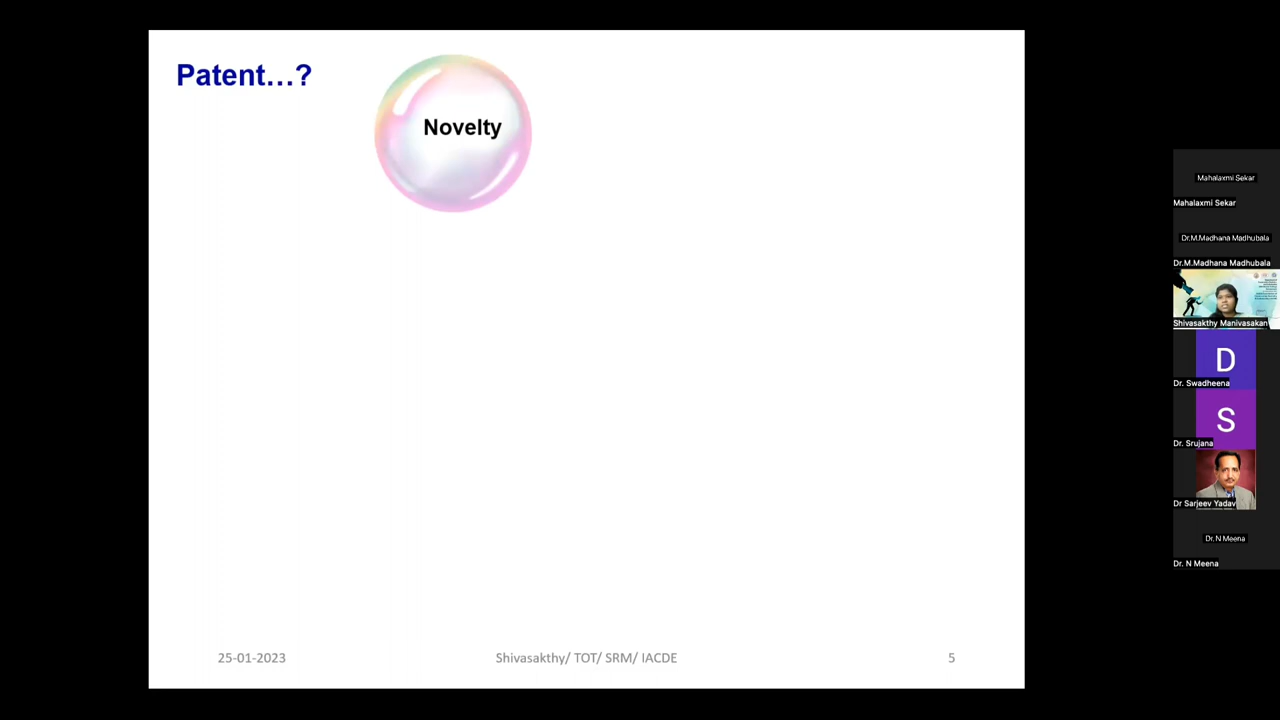 Patent...?
Novelty
25-01-2023
Shivasakthy/ TOT/ SRM/ IACDE
5
Mahalaxmi Sekar
Mahalaxmi Sekar
Dr.M.Madhana Madhubala
Dr.M.Madhana Madhubala
Shivasakthy Manivasakan
D
Dr. Swadheena
S
Dr. Srujana
Dr Sarjeev Yadav
Dr. N Meena
Dr. N Meena